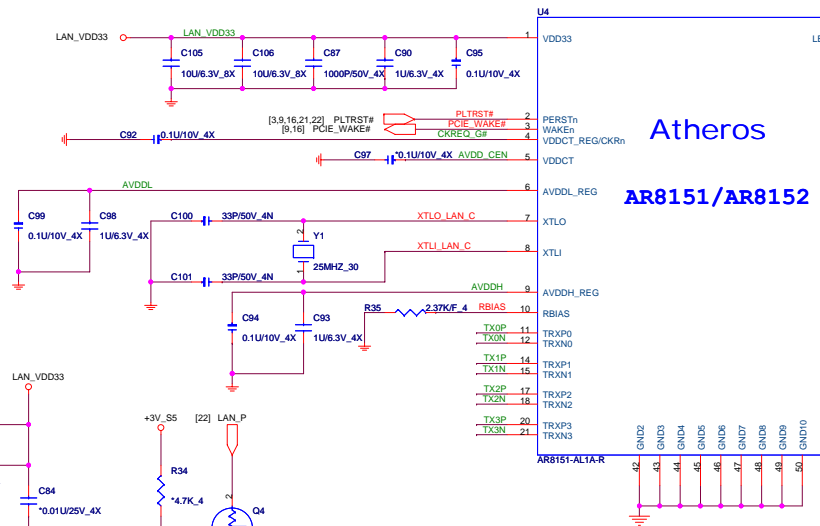 U4
LAN_VDD33
LAN_VDD33
1
VDD33
LE
C105
10U/6.3V_8X
C106
10U/6.3V_8X
C87
1000P/50V_4X
C90
1U/6.3V_4X
C95
0.1U/10V_4X
[3,9,16,21,22] PLTRST#
PLTRST#
2
PERSTn
[9,16] PCIE_WAKE#
PCIE_WAKE#
3
WAKEn
C92
0.1U/10V_4X
CKREQ_G#
4
VDDCT_REG/CKRn
C97
*0.1U/10V_4X
AVDD_CEN
5
VDDCT
Atheros
AR8151/AR8152
AVDDL
6
AVDDL_REG
C99
0.1U/10V_4X
C98
1U/6.3V_4X
C100
33P/50V_4N
XTLO_LAN_C
7
XTLO
2
Y1
1
25MHZ_30
XTLI_LAN_C
8
XTLI
C101
33P/50V_4N
AVDDH
9
AVDDH_REG
C94
0.1U/10V_4X
C93
1U/6.3V_4X
R35
2.37K/F_4
RBIAS
10
RBIAS
TX0P
11
TRXP0
TX0N
12
TRXN0
TX1P
14
TRXP1
TX1N
15
TRXN1
TX2P
17
TRXP2
TX2N
18
TRXN2
TX3P
20
TRXP3
TX3N
21
TRXN3
GND2
GND3
GND4
GND5
GND6
GND7
GND8
GND9
GND10
42
43
44
45
46
47
48
49
50
AR8151-AL1A-R
LAN_VDD33
C84
*0.01U/25V_4X
+3V_S5
R34
*4.7K_4
[22] LAN_P
2
Q4